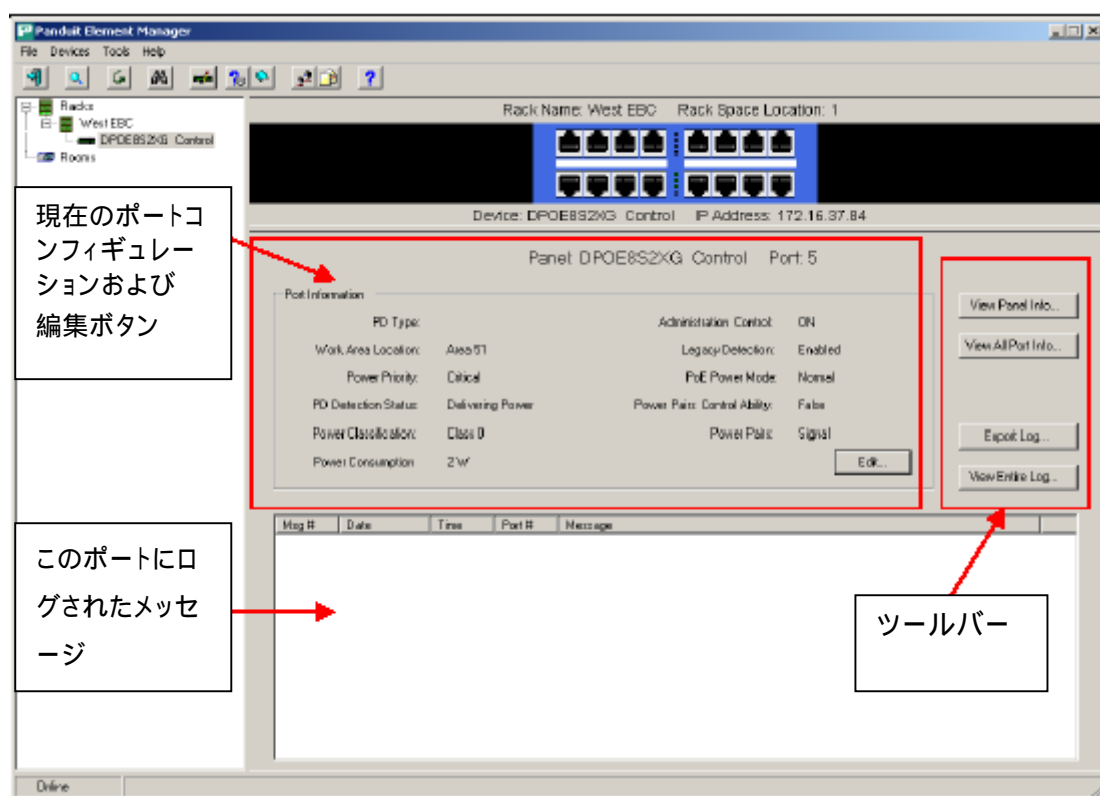 Panduit Element Manager
File Devices Tools Help
Racks
West EBC
DPOE8S2XG Control
Rooms
Rack Name: West EBC Rack Space Location: 1
Device: DPOE8S2XG Control IP Address: 172.16.37.84
現在のポートコ
ンフィギュレー
ションおよび
編集ボタン
Panel: DPOE8S2XG Control Port: 5
Port Information
PD Type:
Administration Control: ON
Work Area Location: Area 51
Legacy Detection: Enabled
Power Priority: Critical
PoE Power Mode: Normal
PD Detection Status: Delivering Power
Power Pairs Control Ability: False
Power Classification: Class 0
Power Pairs: Signal
Power Consumption 2 W
Edit...
View Panel Info...
View All Port Info...
Export Log...
View Entire Log...
Msg # Date Time Port # Message
このポートにロ
グされたメッセ
ージ
ツールバー
Online